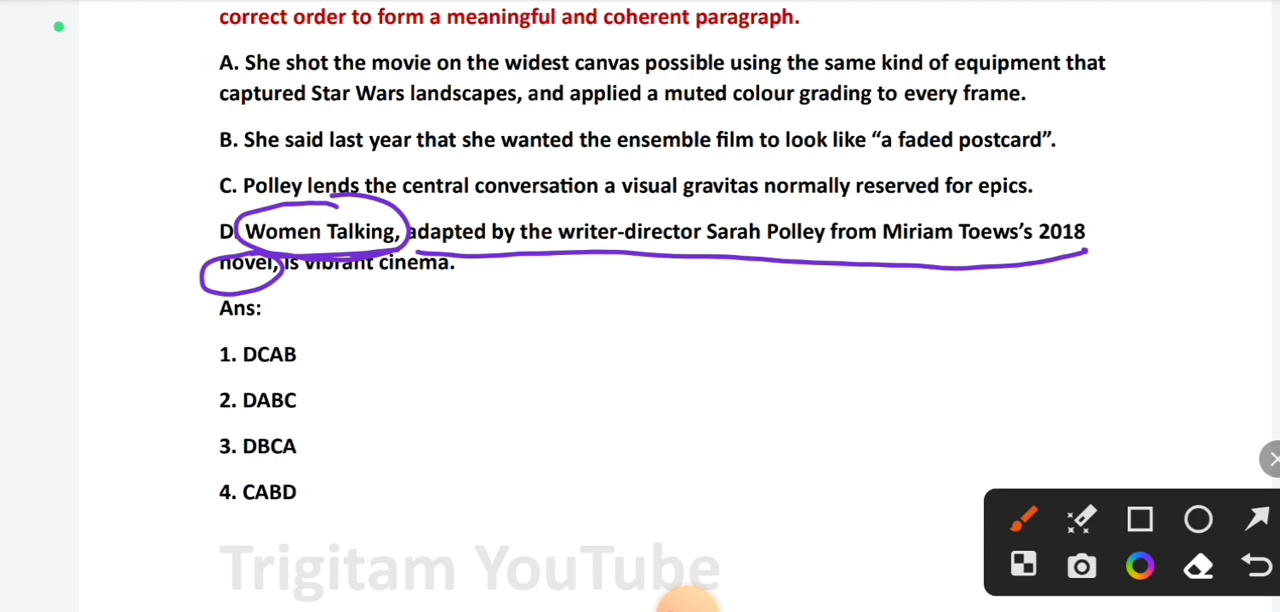 correct order to form a meaningful and coherent paragraph.
A. She shot the movie on the widest canvas possible using the same kind of equipment that
captured Star Wars landscapes, and applied a muted colour grading to every frame.
B. She said last year that she wanted the ensemble film to look like “a faded postcard”.
C. Polley lends the central conversation a visual gravitas normally reserved for epics.
D. Women Talking, adapted by the writer-director Sarah Polley from Miriam Toews’s 2018
novel, is vibrant cinema.
Ans:
1. DCAB
2. DABC
3. DBCA
4. CABD
Trigitam YouTube